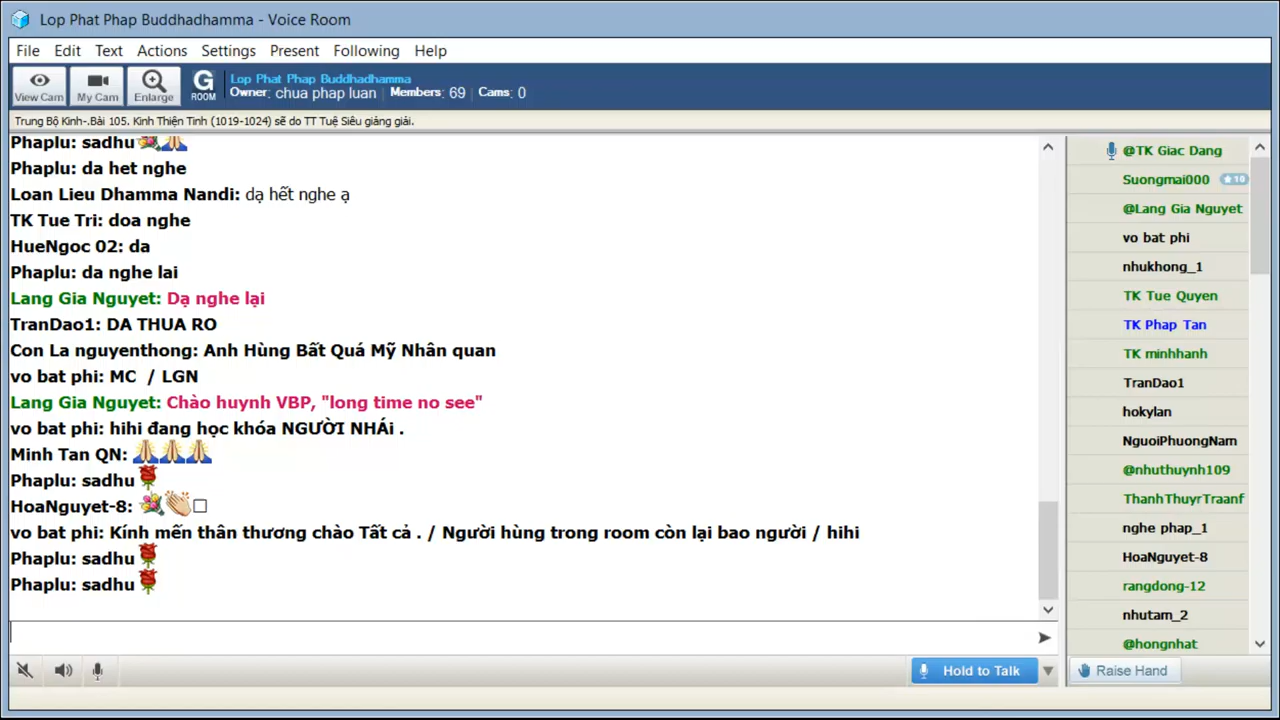 Lop Phat Phap Buddhadhamma - Voice Room
File Edit Text Actions Settings Present Following Help
View Cam My Cam Enlarge G ROOM
Lop Phat Phap Buddhadhamma
Owner: chua phap luan | Members: 69 | Cams: 0
Trung Bộ Kinh-.Bài 105. Kinh Thiện Tinh (1019-1024) sẽ do TT Tuệ Siêu giảng giải.
Phaplu: sadhu💐🙏
Phaplu: da het nghe
Loan Lieu Dhamma Nandi: dạ hết nghe ạ
TK Tue Tri: doa nghe
HueNgoc 02: da
Phaplu: da nghe lai
Lang Gia Nguyet: Dạ nghe lại
TranDao1: DA THUA RO
Con La nguyenthong: Anh Hùng Bất Quá Mỹ Nhân quan
vo bat phi: MC / LGN
Lang Gia Nguyet: Chào huynh VBP, "long time no see"
vo bat phi: hihi đang học khóa NGƯỜI NHÁi .
Minh Tan QN: 🙏🙏🙏
Phaplu: sadhu🌹
HoaNguyet-8: 💐👏□
vo bat phi: Kính mến thân thương chào Tất cả . / Người hùng trong room còn lại bao người / hihi
Phaplu: sadhu🌹
Phaplu: sadhu🌹
Hold to Talk
@TK Giac Dang
Suongmai000 ★10
@Lang Gia Nguyet
vo bat phi
nhukhong_1
TK Tue Quyen
TK Phap Tan
TK minhhanh
TranDao1
hokylan
NguoiPhuongNam
@nhuthuynh109
ThanhThuyrTraanf
nghe phap_1
HoaNguyet-8
rangdong-12
nhutam_2
@hongnhat
Raise Hand